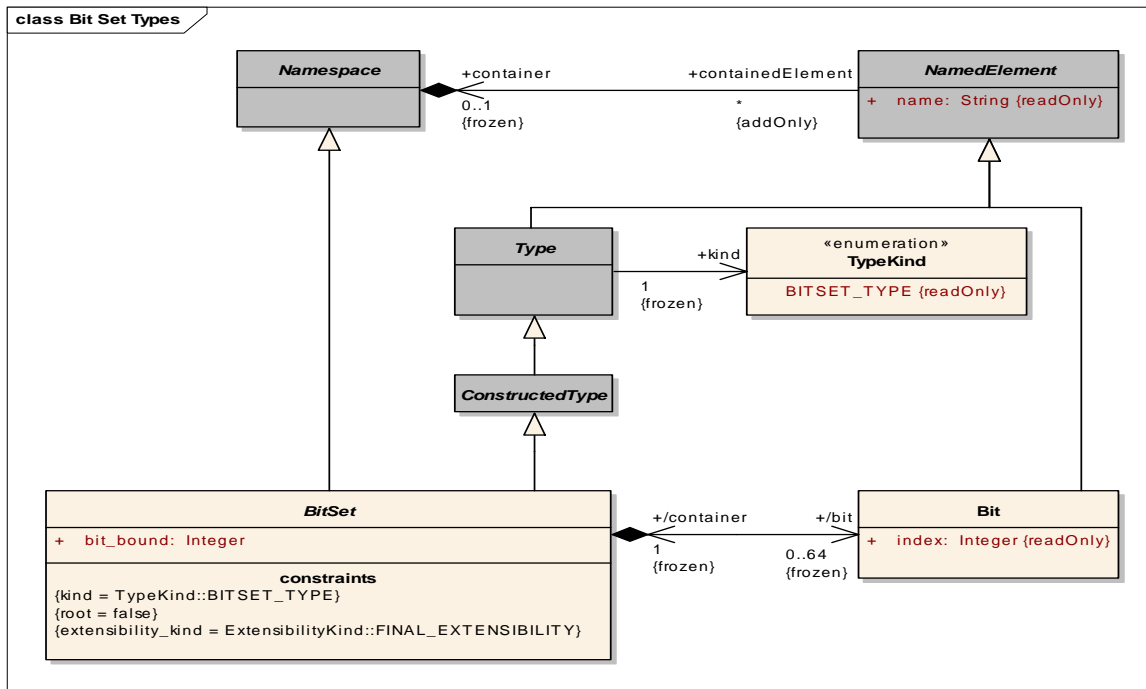 class Bit Set Types
Namespace
+container
0..1
{frozen}
+containedElement
*
{addOnly}
NamedElement
+ name: String {readOnly}
Type
+kind
1
{frozen}
«enumeration»
TypeKind
BITSET_TYPE {readOnly}
ConstructedType
BitSet
+ bit_bound: Integer
constraints
{kind = TypeKind::BITSET_TYPE}
{root = false}
{extensibility_kind = ExtensibilityKind::FINAL_EXTENSIBILITY}
+/container
1
{frozen}
+/bit
0..64
{frozen}
Bit
+ index: Integer {readOnly}